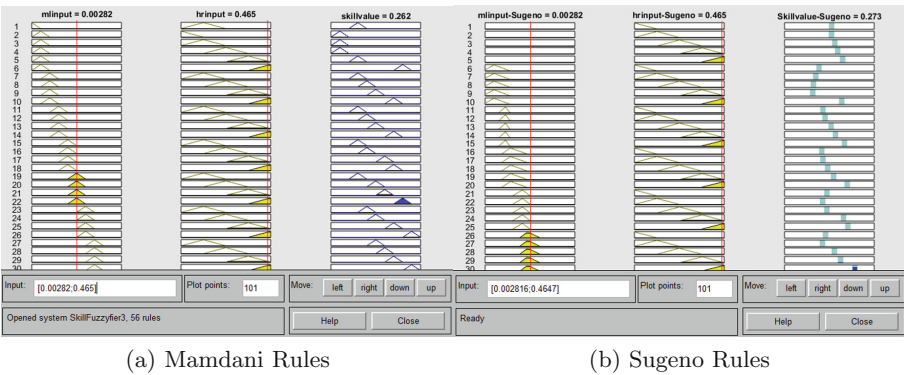 mlinput = 0.00282
hrinput = 0.465
skillvalue = 0.262
1
2
3
4
5
6
7
8
9
10
11
12
13
14
15
16
17
18
19
20
21
22
23
24
25
26
27
28
29
30
Input:
[0.00282;0.465]
Plot points:
101
Move:
left
right
down
up
Opened system SkillFuzzyfier3, 56 rules
Help
Close
(a) Mamdani Rules
mlinput-Sugeno = 0.00282
hrinput-Sugeno = 0.465
Skillvalue-Sugeno = 0.273
1
2
3
4
5
6
7
8
9
10
11
12
13
14
15
16
17
18
19
20
21
22
23
24
25
26
27
28
29
30
Input:
[0.002816;0.4647]
Plot points:
101
Move:
left
right
down
up
Ready
Help
Close
(b) Sugeno Rules